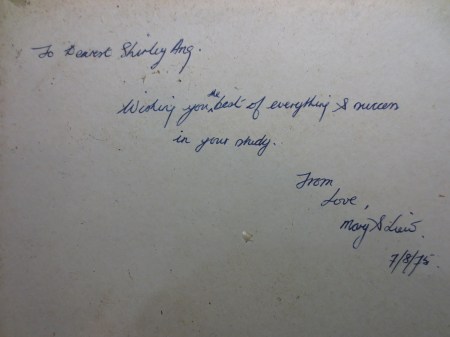 To Dearest Shirley Ang.
Wishing you the best of everything & success
in your study.
From
Love,
Mary & Liew.
7/8/75.